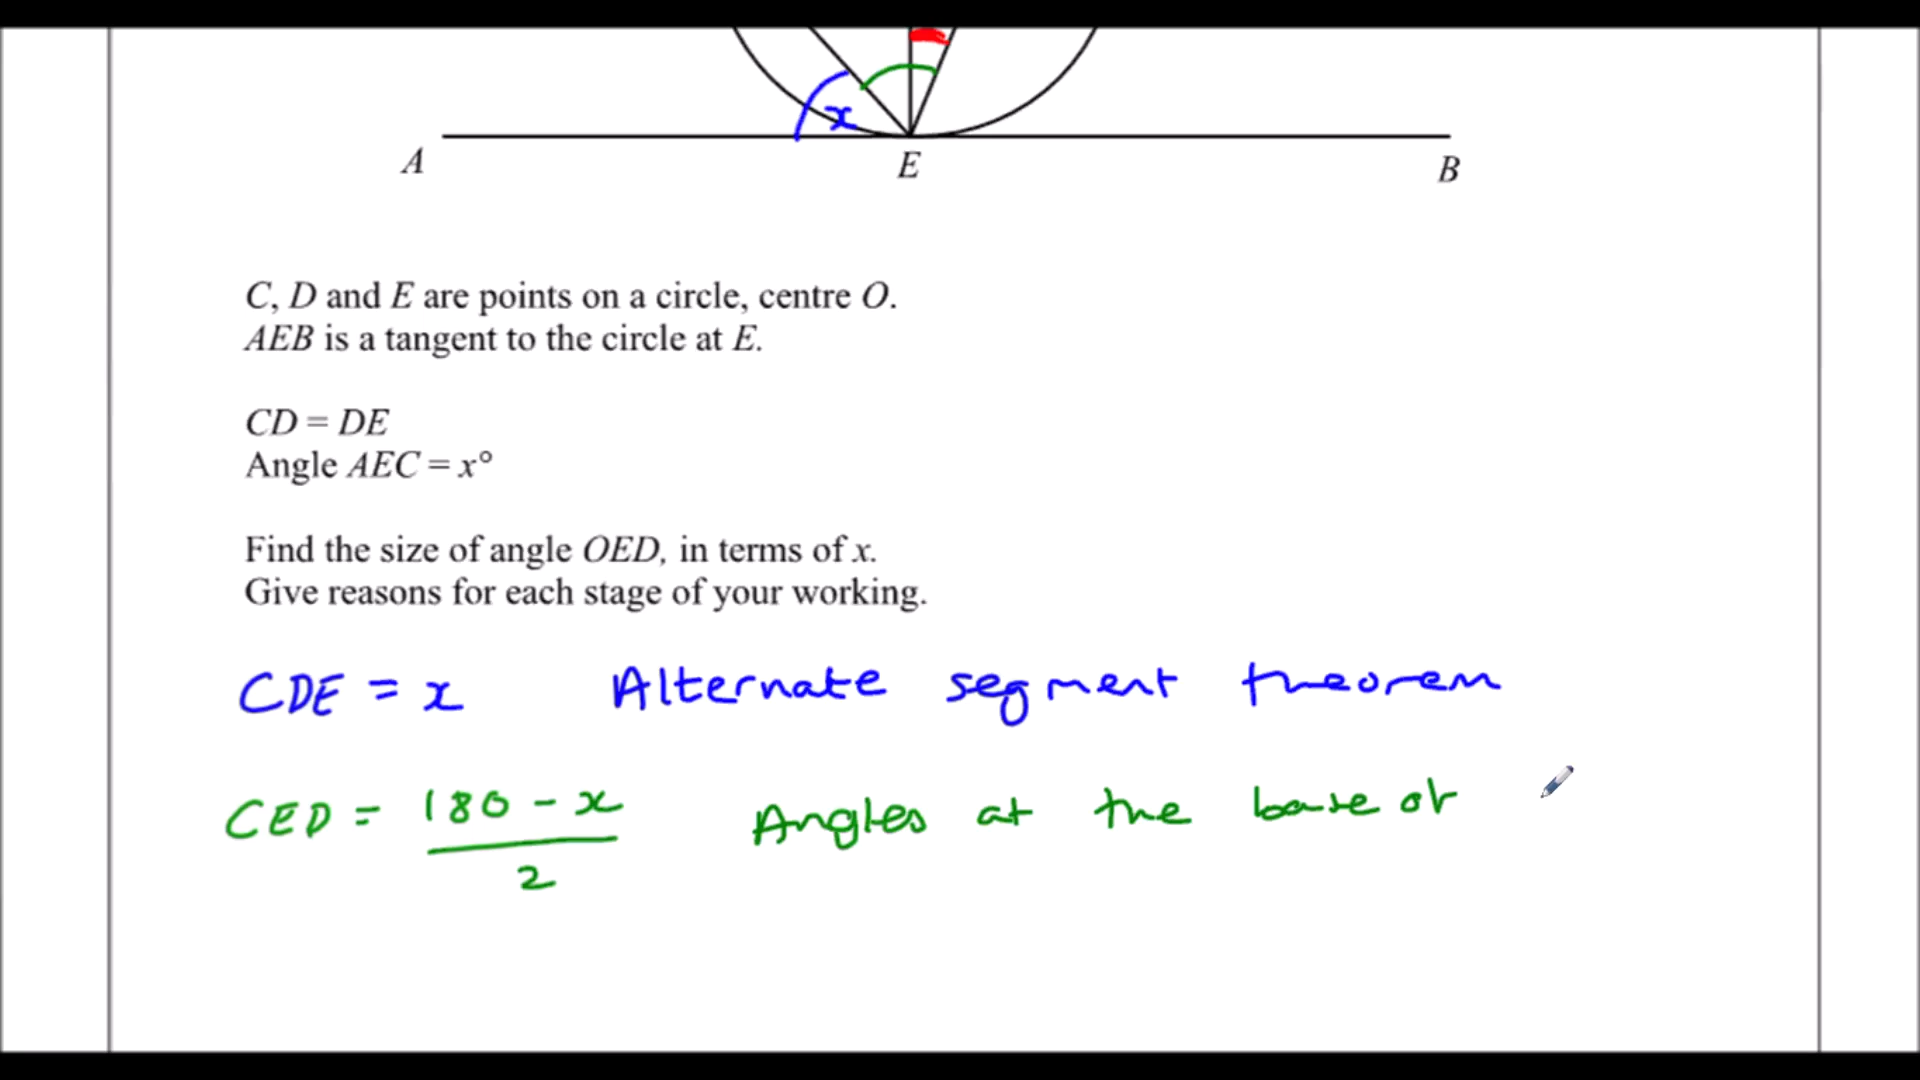 x
A E B
C, D and E are points on a circle, centre O.
AEB is a tangent to the circle at E.
CD = DE
Angle AEC = x°
Find the size of angle OED, in terms of x.
Give reasons for each stage of your working.
CDE = x Alternate segment theorem
CED = 180 - x / 2 Angles at the base of